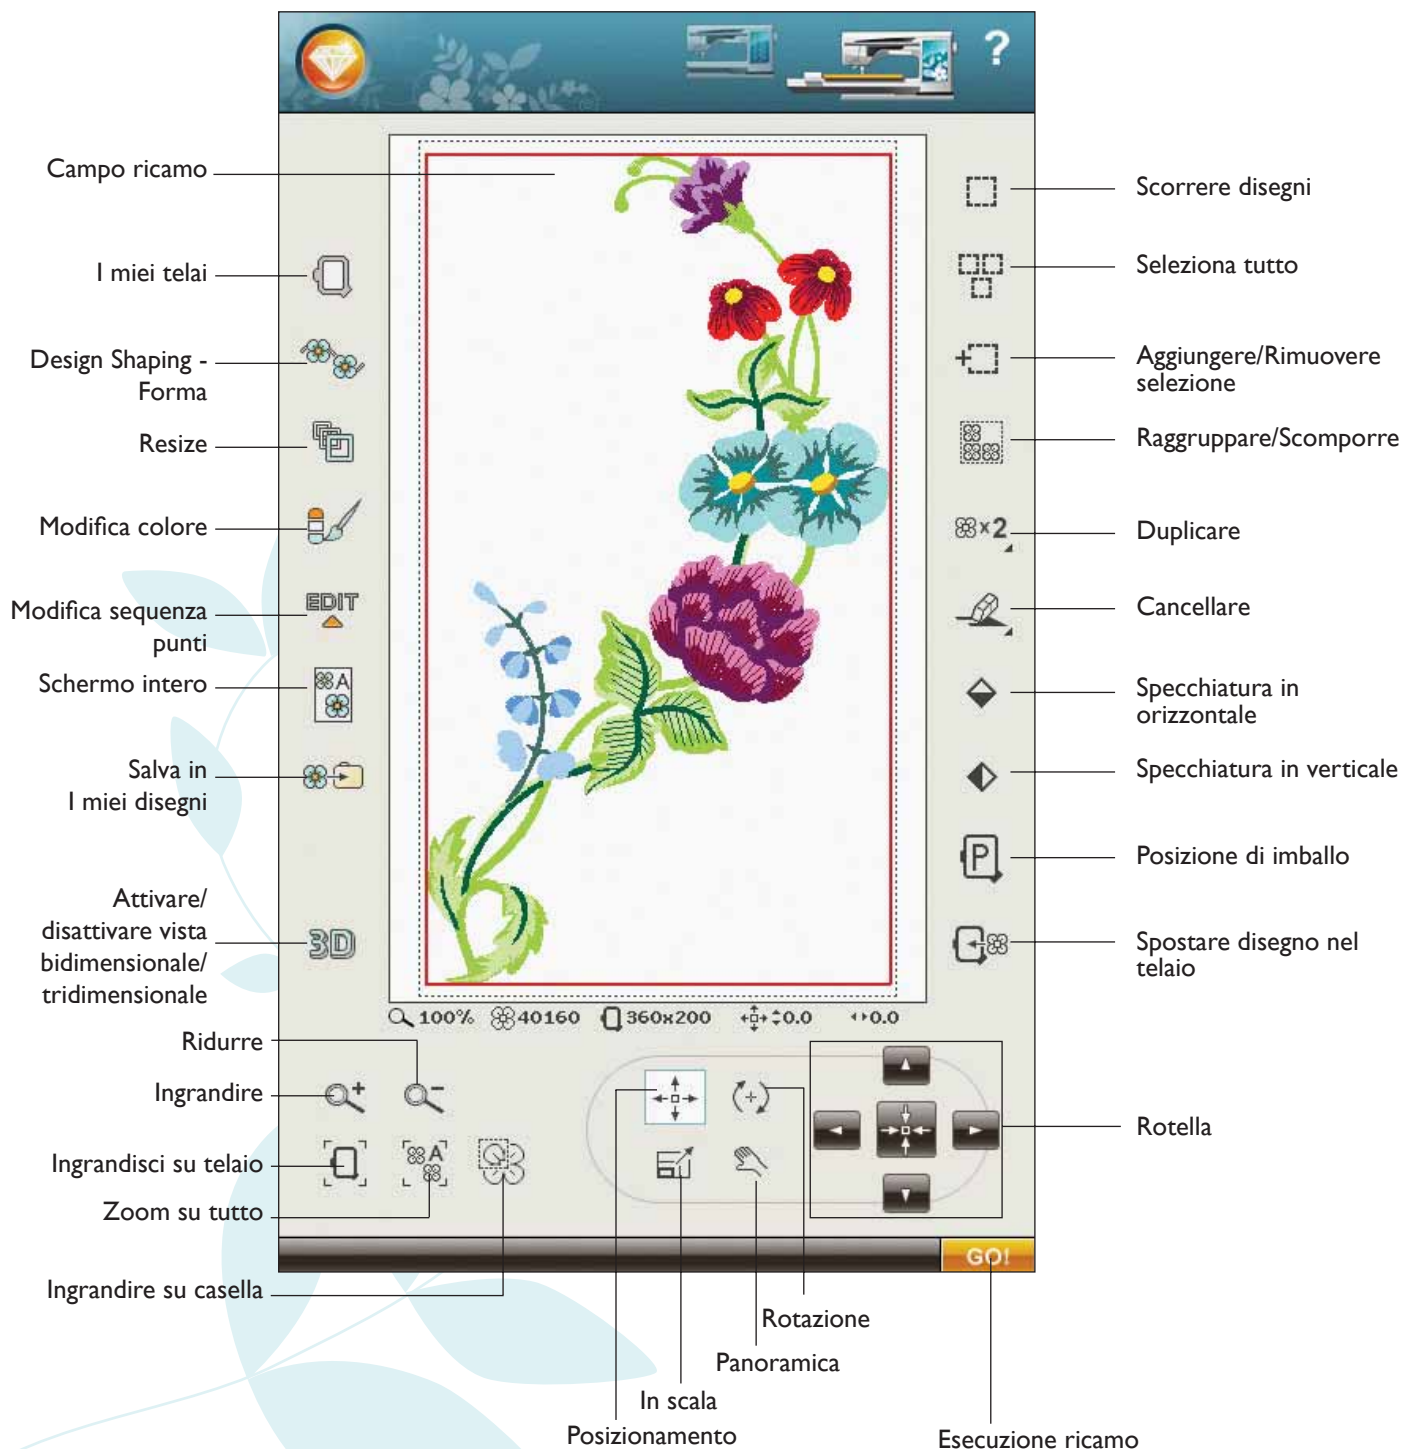 ?
Campo ricamo
I miei telai
Design Shaping -
Forma
Resize
Modifica colore
Modifica sequenza
punti
Schermo intero
Salva in
I miei disegni
Attivare/
disattivare vista
bidimensionale/
tridimensionale
Ridurre
Ingrandire
Ingrandisci su telaio
Zoom su tutto
Ingrandire su casella
EDIT
A
3D
100% 40160 360x200 0.0 0.0
A
Scorrere disegni
Seleziona tutto
Aggiungere/Rimuovere
selezione
Raggruppare/Scomporre
×2
Duplicare
Cancellare
Specchiatura in
orizzontale
Specchiatura in verticale
P
Posizione di imballo
Spostare disegno nel
telaio
Rotella
GO!
Rotazione
Panoramica
In scala
Posizionamento
Esecuzione ricamo